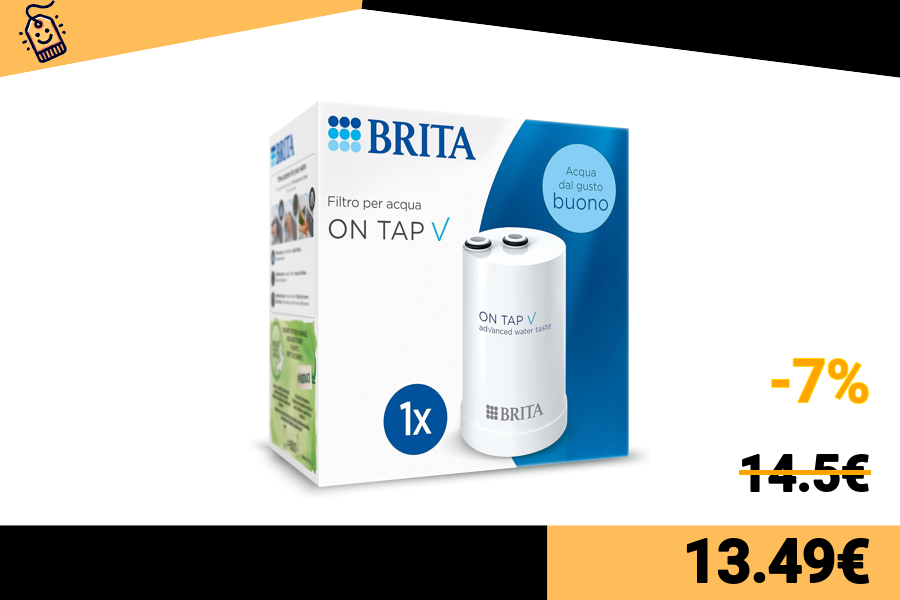 BRITA
BRITA
Filtro per acqua
ON TAP V
Acqua
dal gusto
buono
ON TAP V
advanced water taste
BRITA
1x
-7%
14.5€
13.49€